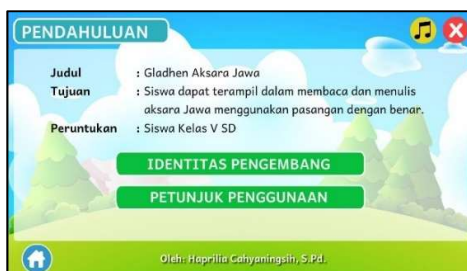 PENDAHULUAN
Judul : Gladhen Aksara Jawa
Tujuan : Siswa dapat terampil dalam membaca dan menulis
aksara Jawa menggunakan pasangan dengan benar.
Peruntukan : Siswa Kelas V SD
IDENTITAS PENGEMBANG
PETUNJUK PENGGUNAAN
Oleh: Haprilia Cahyaningsih, S.Pd.